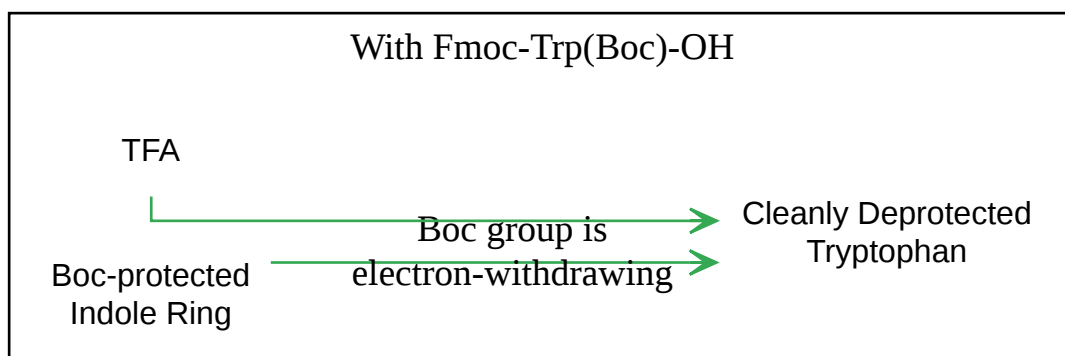 With Fmoc-Trp(Boc)-OH
TFA
Boc group is
electron-withdrawing
Cleanly Deprotected
Tryptophan
Boc-protected
Indole Ring